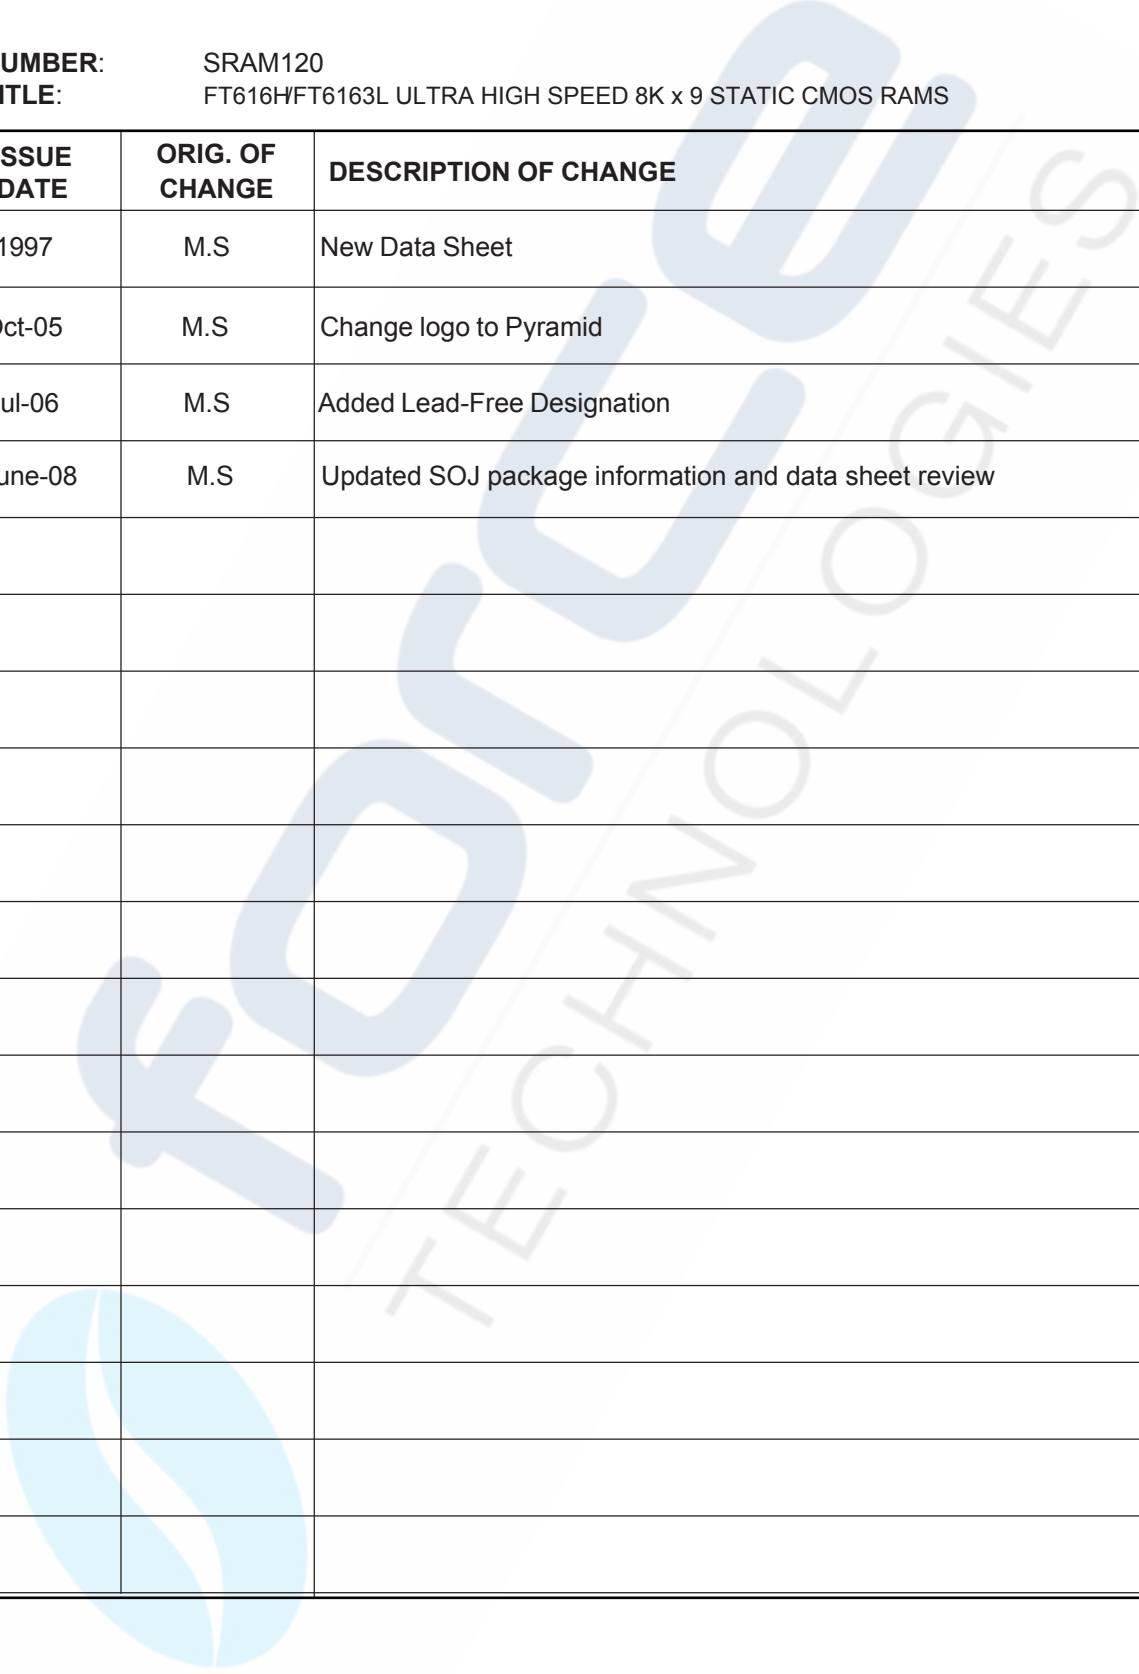 UMBER: SRAM120
ITLE: FT616H/FT6163L ULTRA HIGH SPEED 8K x 9 STATIC CMOS RAMS
SSUE DATE ORIG. OF CHANGE DESCRIPTION OF CHANGE
1997 M.S New Data Sheet
Oct-05 M.S Change logo to Pyramid
ul-06 M.S Added Lead-Free Designation
une-08 M.S Updated SOJ package information and data sheet review
force
TECHNOLOGIES